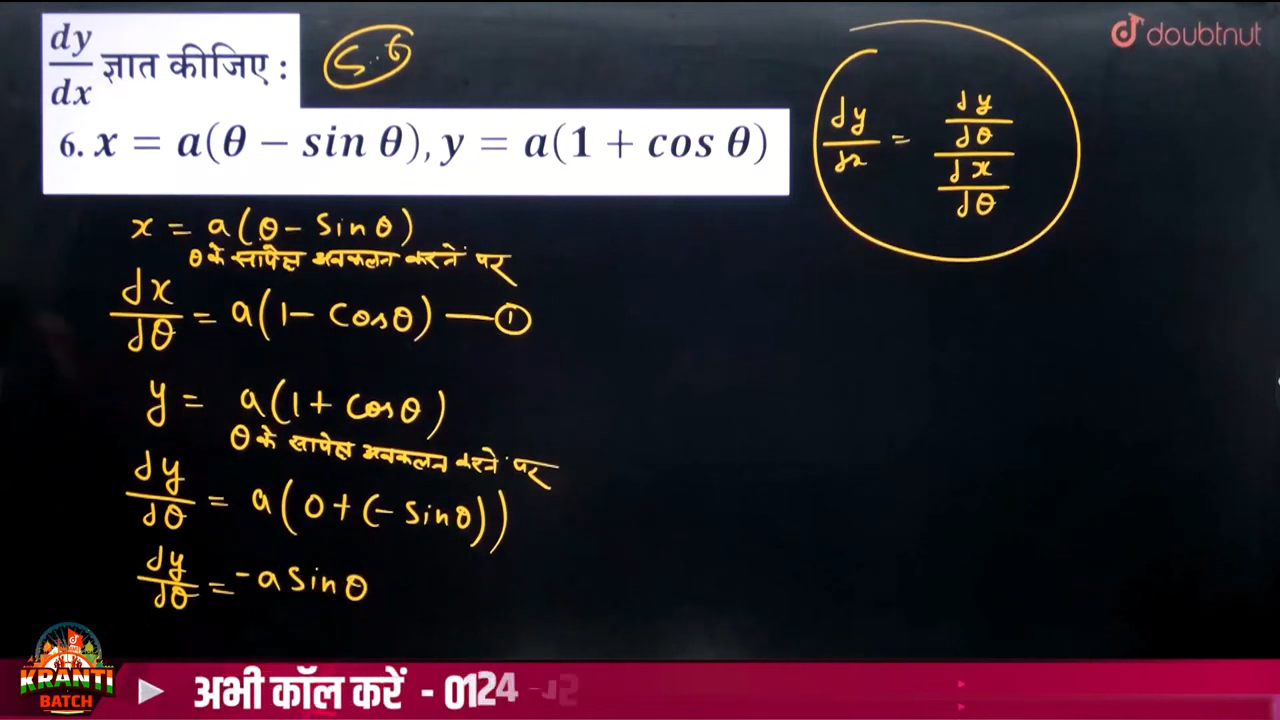 dy/dx ज्ञात कीजिए :
5.6
doubtnut
6. x = a(θ − sin θ), y = a(1 + cos θ)
dy/dx = (dy/dθ)/(dx/dθ)
x = a(θ − sinθ)
θ के सापेक्ष अवकलन करने पर
dx/dθ = a(1 − cosθ) — ①
y = a(1 + cosθ)
θ के सापेक्ष अवकलन करने पर
dy/dθ = a(0 + (− sinθ))
dy/dθ = -a sinθ
KRANTI
BATCH
अभी कॉल करें - 0124